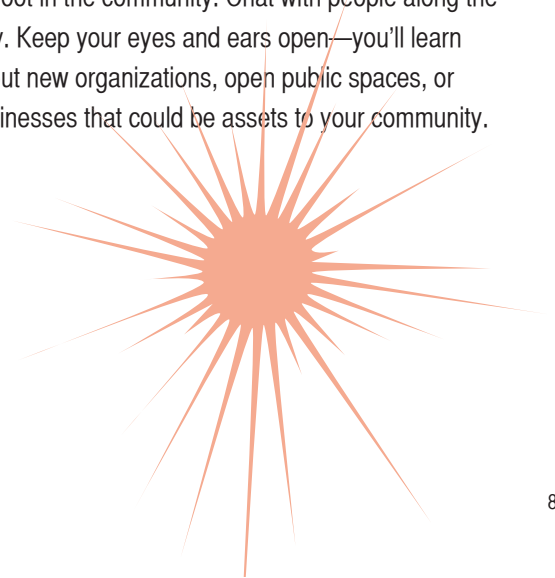 oot in the community. Chat with people along the
y. Keep your eyes and ears open—you’ll learn
ut new organizations, open public spaces, or
inesses that could be assets to your community.
8